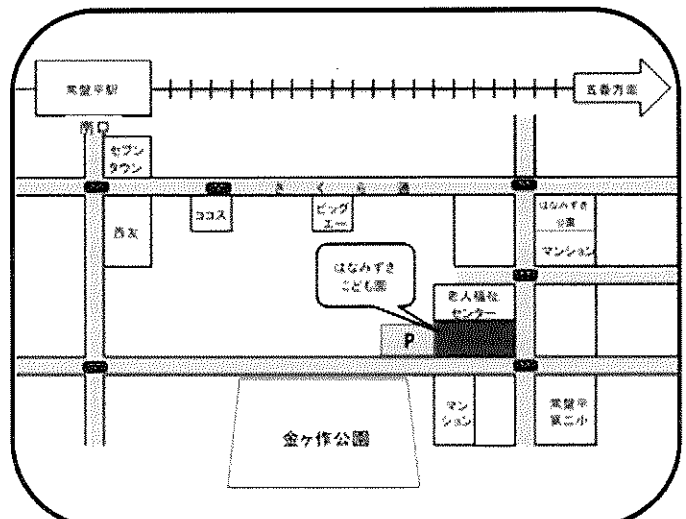 常盤平駅
五香方面
南口
セブン
タウン
さくら通
西友
ココス
ビッグ
エー
はなみずき
公園
マンション
はなみずき
こども園
老人福祉
センター
P
マン
ション
常盤平
第二小
金ヶ作公園